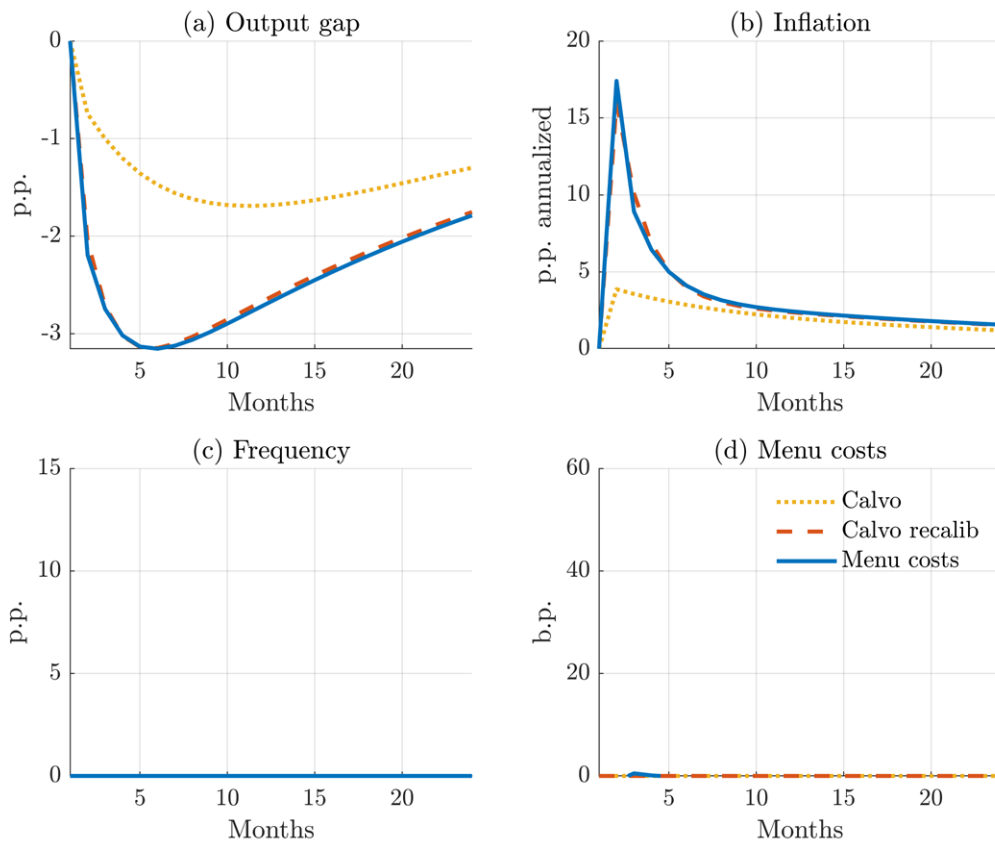 (a) Output gap
0
-1
-2
-3
p.p.
5 10 15 20
Months
(b) Inflation
20
15
10
5
0
p.p. annualized
5 10 15 20
Months
(c) Frequency
15
10
5
0
p.p.
5 10 15 20
Months
(d) Menu costs
60
40
20
0
b.p.
Calvo
Calvo recalib
Menu costs
5 10 15 20
Months